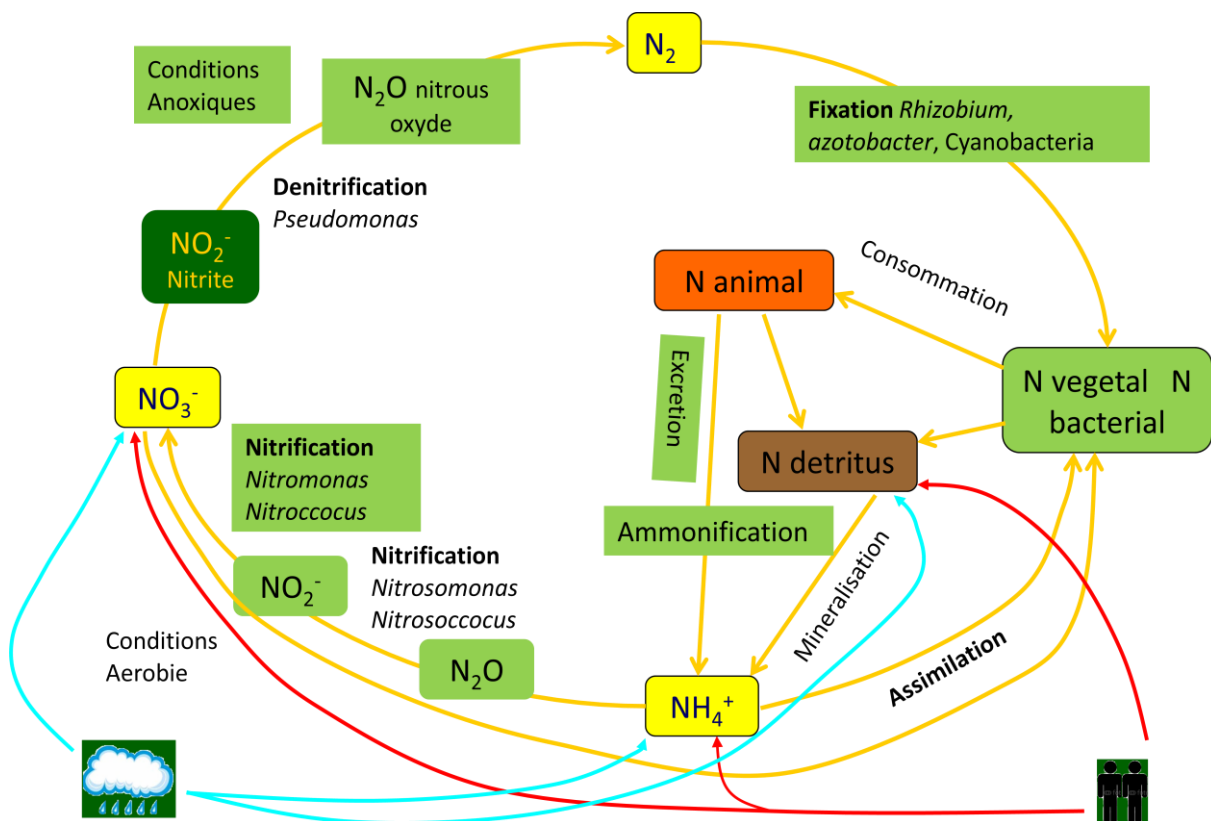 N₂
Conditions
Anoxiques
N₂O nitrous
oxyde
Fixation Rhizobium,
azotobacter, Cyanobacteria
Denitrification
Pseudomonas
NO₂⁻
Nitrite
N animal
Consommation
Excretion
N vegetal N
bacterial
NO₃⁻
N detritus
Nitrification
Nitromonas
Nitroccocus
Ammonification
Mineralisation
Nitrification
Nitrosomonas
Nitrosoccocus
NO₂⁻
Conditions
Aerobie
N₂O
NH₄⁺
Assimilation